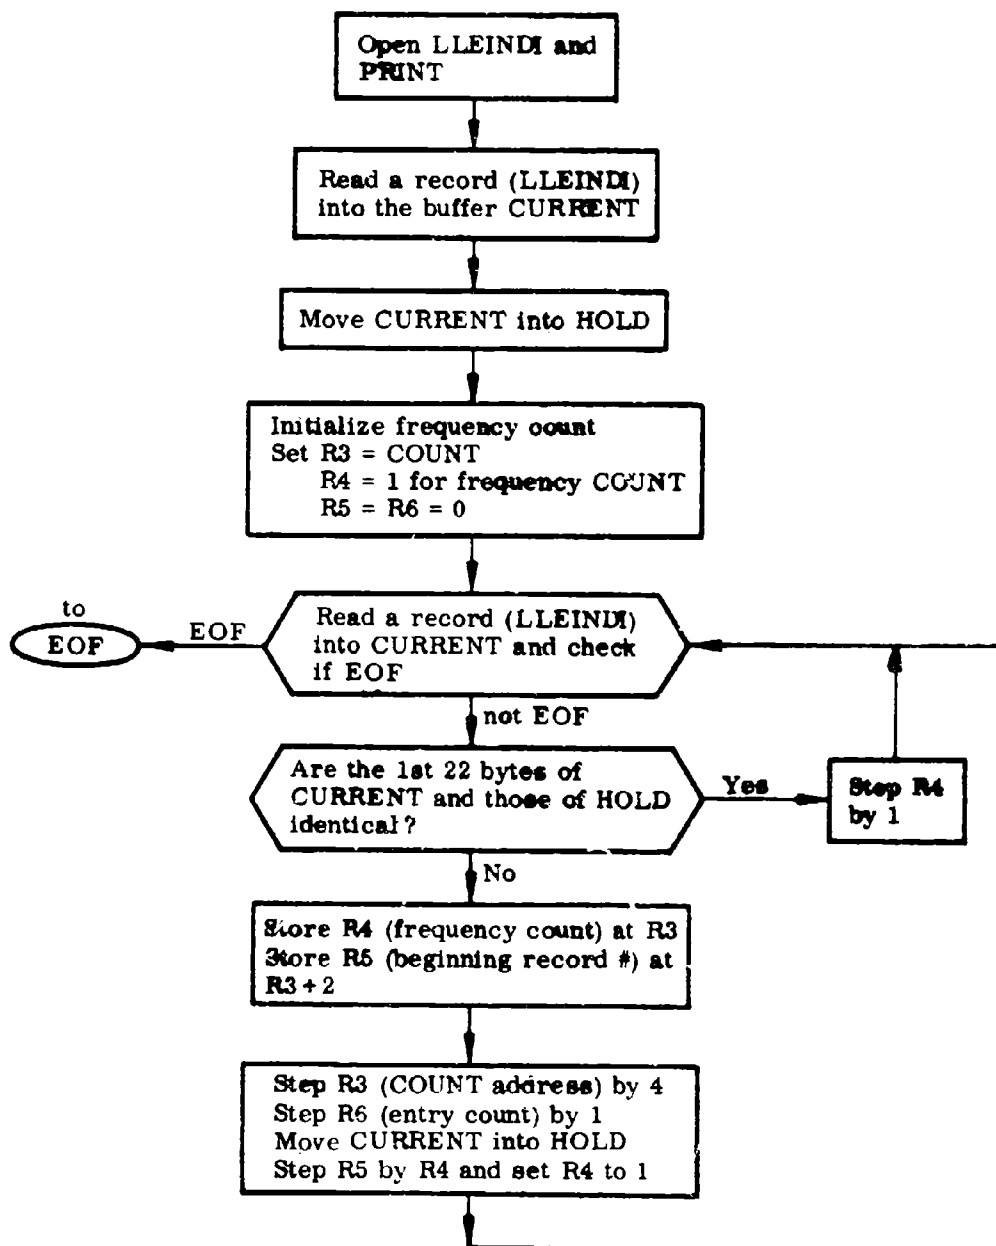 Open LLEINDI and
PRINT
Read a record (LLEINDI)
into the buffer CURRENT
Move CURRENT into HOLD
Initialize frequency count
Set R3 = COUNT
R4 = 1 for frequency COUNT
R5 = R6 = 0
to
EOF
EOF
Read a record (LLEINDI)
into CURRENT and check
if EOF
not EOF
Are the 1st 22 bytes of
CURRENT and those of HOLD
identical?
Yes
Step R4
by 1
No
Store R4 (frequency count) at R3
Store R5 (beginning record #) at
R3+2
Step R3 (COUNT address) by 4
Step R6 (entry count) by 1
Move CURRENT into HOLD
Step R5 by R4 and set R4 to 1